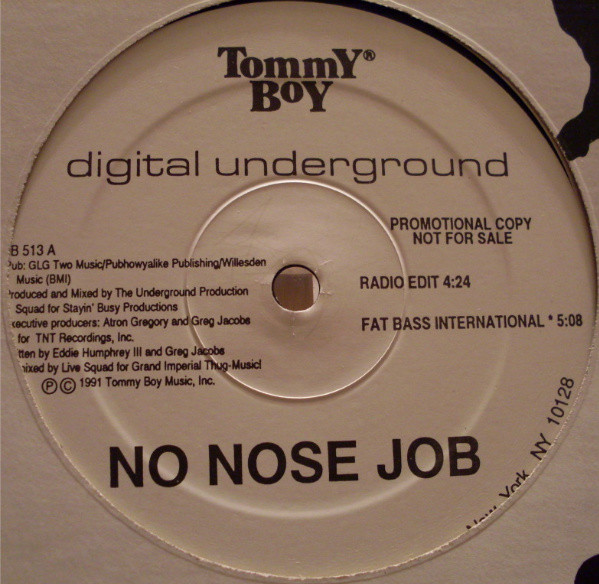 TOMMY® 
BOY
digital underground
PROMOTIONAL COPY
NOT FOR SALE
B 513 A
Pub: GLG Two Music/Pubhowyalike Publishing/Willesden
Music (BMI)
Produced and Mixed by The Underground Production
Squad for Stayin' Busy Productions
xecutive producers: Atron Gregory and Greg Jacobs
for TNT Recordings, Inc.
tten by Eddie Humphrey III and Greg Jacobs
mixed by Live Squad for Grand Imperial Thug-Music!
Ⓟ © 1991 Tommy Boy Music, Inc.
RADIO EDIT 4:24
FAT BASS INTERNATIONAL * 5:08
NO NOSE JOB
New York NY 10128